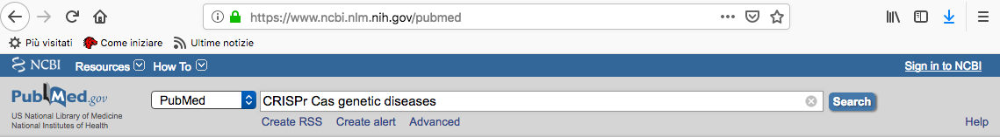 https://www.ncbi.nlm.nih.gov/pubmed
Più visitati Come iniziare Ultime notizie
NCBI Resources How To Sign in to NCBI
PubMed.gov
US National Library of Medicine
National Institutes of Health
PubMed CRISPr Cas genetic diseases Search
Create RSS Create alert Advanced Help